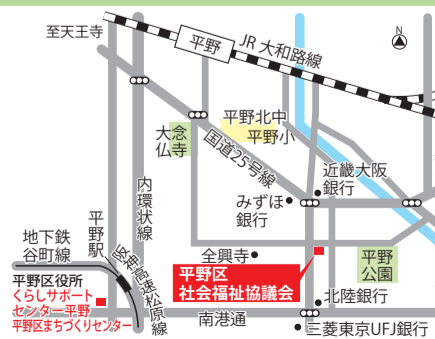 至天王寺
平野
JR 大和路線
N
平野北中
平野小
大念
仏寺
国道25号線
近畿大阪
銀行
みずほ
銀行
内環状線
平野駅
地下鉄
谷町線
阪神高速松原線
全興寺
平野区
社会福祉協議会
平野
公園
平野区役所
くらしサポート
センター平野
平野区まちづくりセンター
南港通
北陸銀行
三菱東京UFJ銀行